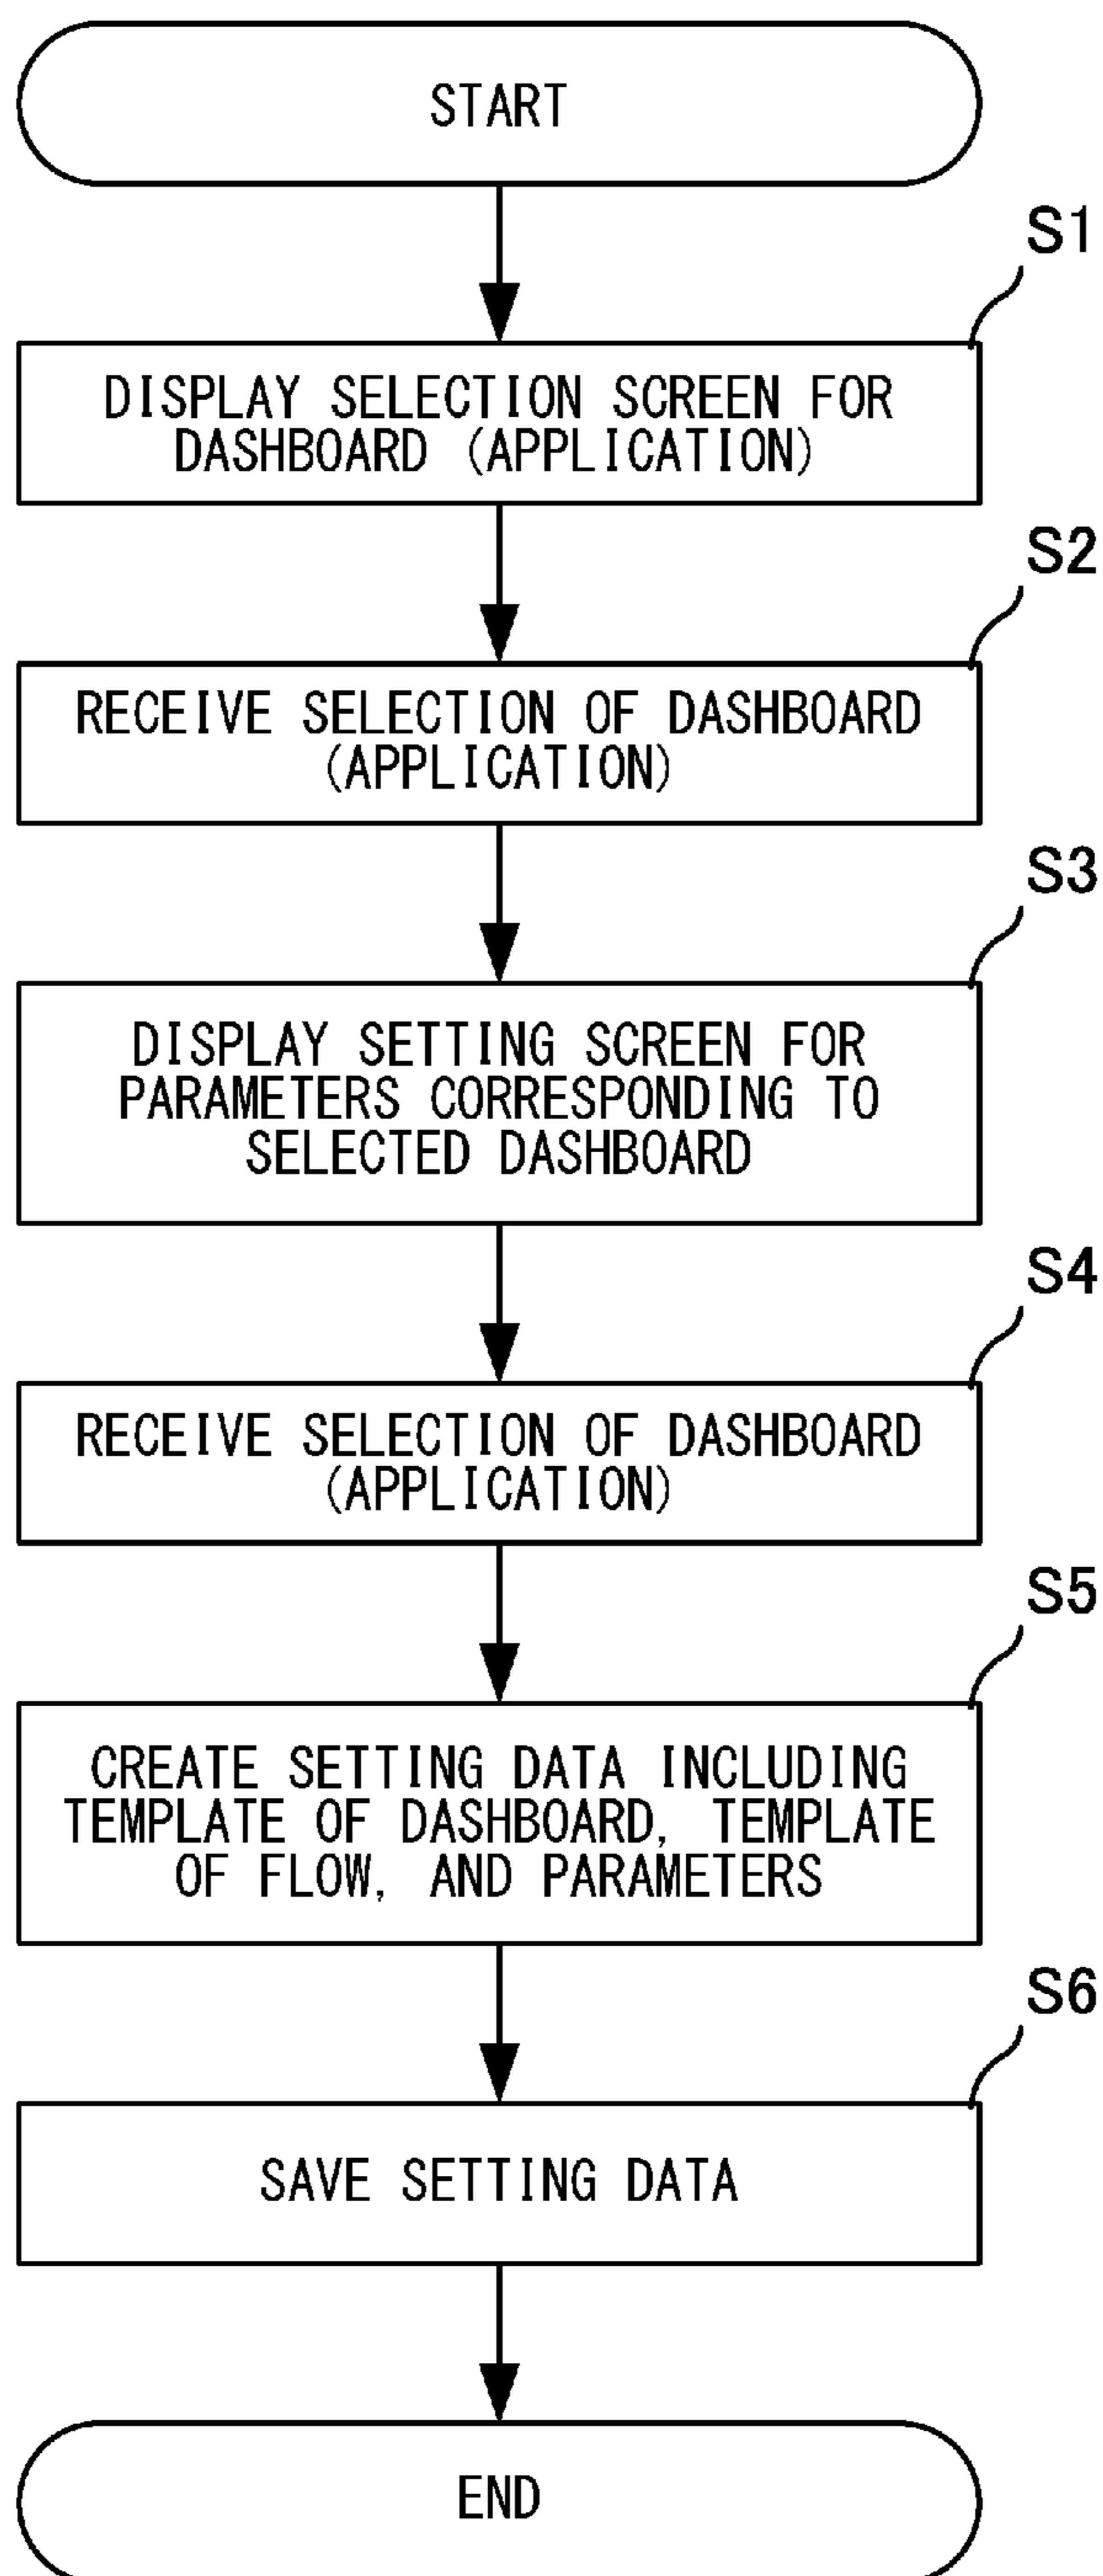 START
S1
DISPLAY SELECTION SCREEN FOR
DASHBOARD (APPLICATION)
S2
RECEIVE SELECTION OF DASHBOARD
(APPLICATION)
S3
DISPLAY SETTING SCREEN FOR
PARAMETERS CORRESPONDING TO
SELECTED DASHBOARD
S4
RECEIVE SELECTION OF DASHBOARD
(APPLICATION)
S5
CREATE SETTING DATA INCLUDING
TEMPLATE OF DASHBOARD, TEMPLATE
OF FLOW, AND PARAMETERS
S6
SAVE SETTING DATA
END